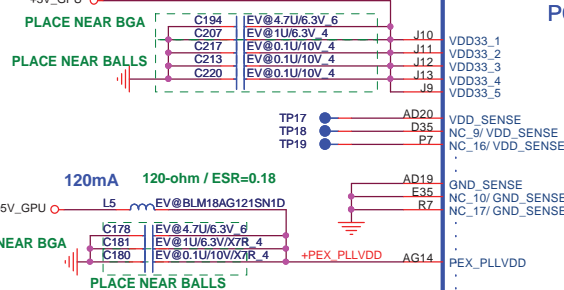 +3V_GPU
PLACE NEAR BGA
C194 EV@4.7U/6.3V_6
C207 EV@1U/6.3V_4
C217 EV@0.1U/10V_4
PLACE NEAR BALLS
C213 EV@0.1U/10V_4
C220 EV@0.1U/10V_4
J10 VDD33_1
J11 VDD33_2
J12 VDD33_3
J13 VDD33_4
J9 VDD33_5
TP17 AD20 VDD_SENSE
TP18 D35 NC_9/ VDD_SENSE
TP19 P7 NC_16/ VDD_SENSE
120mA 120-ohm / ESR=0.18
AD19 GND_SENSE
E35 NC_10/ GND_SENSE
R7 NC_17/ GND_SENSE
5V_GPU L5 EV@BLM18AG121SN1D
NEAR BGA
C178 EV@4.7U/6.3V_6
C181 EV@1U/6.3V/X7R_4
C180 EV@0.1U/10V/X7R_4
+PEX_PLLVDD AG14 PEX_PLLVDD
PLACE NEAR BALLS